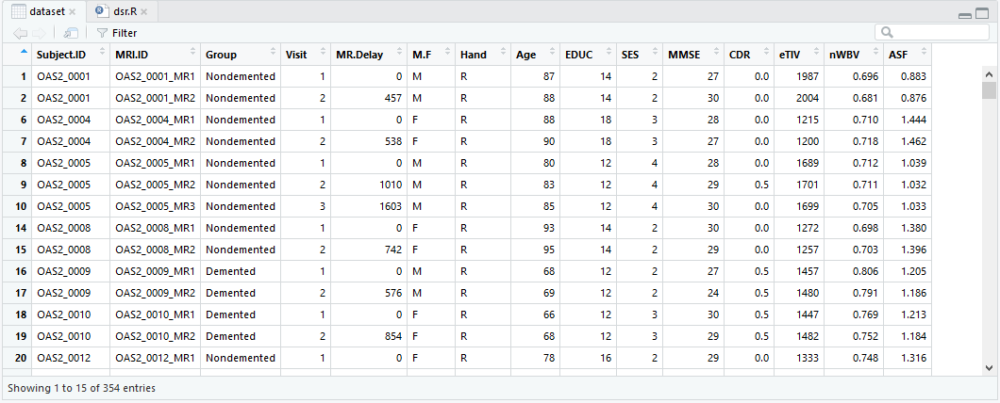 dataset × dsr.R ×
Filter
Subject.ID MRI.ID Group Visit MR.Delay M.F Hand Age EDUC SES MMSE CDR eTIV nWBV ASF
1 OAS2_0001 OAS2_0001_MR1 Nondemented 1 0 M R 87 14 2 27 0.0 1987 0.696 0.883
2 OAS2_0001 OAS2_0001_MR2 Nondemented 2 457 M R 88 14 2 30 0.0 2004 0.681 0.876
6 OAS2_0004 OAS2_0004_MR1 Nondemented 1 0 F R 88 18 3 28 0.0 1215 0.710 1.444
7 OAS2_0004 OAS2_0004_MR2 Nondemented 2 538 F R 90 18 3 27 0.0 1200 0.718 1.462
8 OAS2_0005 OAS2_0005_MR1 Nondemented 1 0 M R 80 12 4 28 0.0 1689 0.712 1.039
9 OAS2_0005 OAS2_0005_MR2 Nondemented 2 1010 M R 83 12 4 29 0.5 1701 0.711 1.032
10 OAS2_0005 OAS2_0005_MR3 Nondemented 3 1603 M R 85 12 4 30 0.0 1699 0.705 1.033
14 OAS2_0008 OAS2_0008_MR1 Nondemented 1 0 F R 93 14 2 30 0.0 1272 0.698 1.380
15 OAS2_0008 OAS2_0008_MR2 Nondemented 2 742 F R 95 14 2 29 0.0 1257 0.703 1.396
16 OAS2_0009 OAS2_0009_MR1 Demented 1 0 M R 68 12 2 27 0.5 1457 0.806 1.205
17 OAS2_0009 OAS2_0009_MR2 Demented 2 576 M R 69 12 2 24 0.5 1480 0.791 1.186
18 OAS2_0010 OAS2_0010_MR1 Demented 1 0 F R 66 12 3 30 0.5 1447 0.769 1.213
19 OAS2_0010 OAS2_0010_MR2 Demented 2 854 F R 68 12 3 29 0.5 1482 0.752 1.184
20 OAS2_0012 OAS2_0012_MR1 Nondemented 1 0 F R 78 16 2 29 0.0 1333 0.748 1.316
Showing 1 to 15 of 354 entries